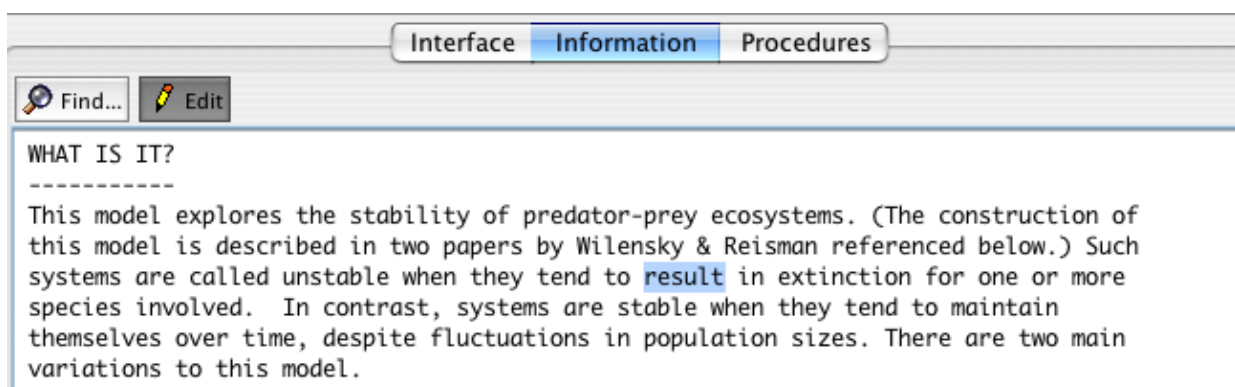 Interface Information Procedures
Find... Edit
WHAT IS IT?
-----------
This model explores the stability of predator-prey ecosystems. (The construction of
this model is described in two papers by Wilensky & Reisman referenced below.) Such
systems are called unstable when they tend to result in extinction for one or more
species involved.  In contrast, systems are stable when they tend to maintain
themselves over time, despite fluctuations in population sizes. There are two main
variations to this model.